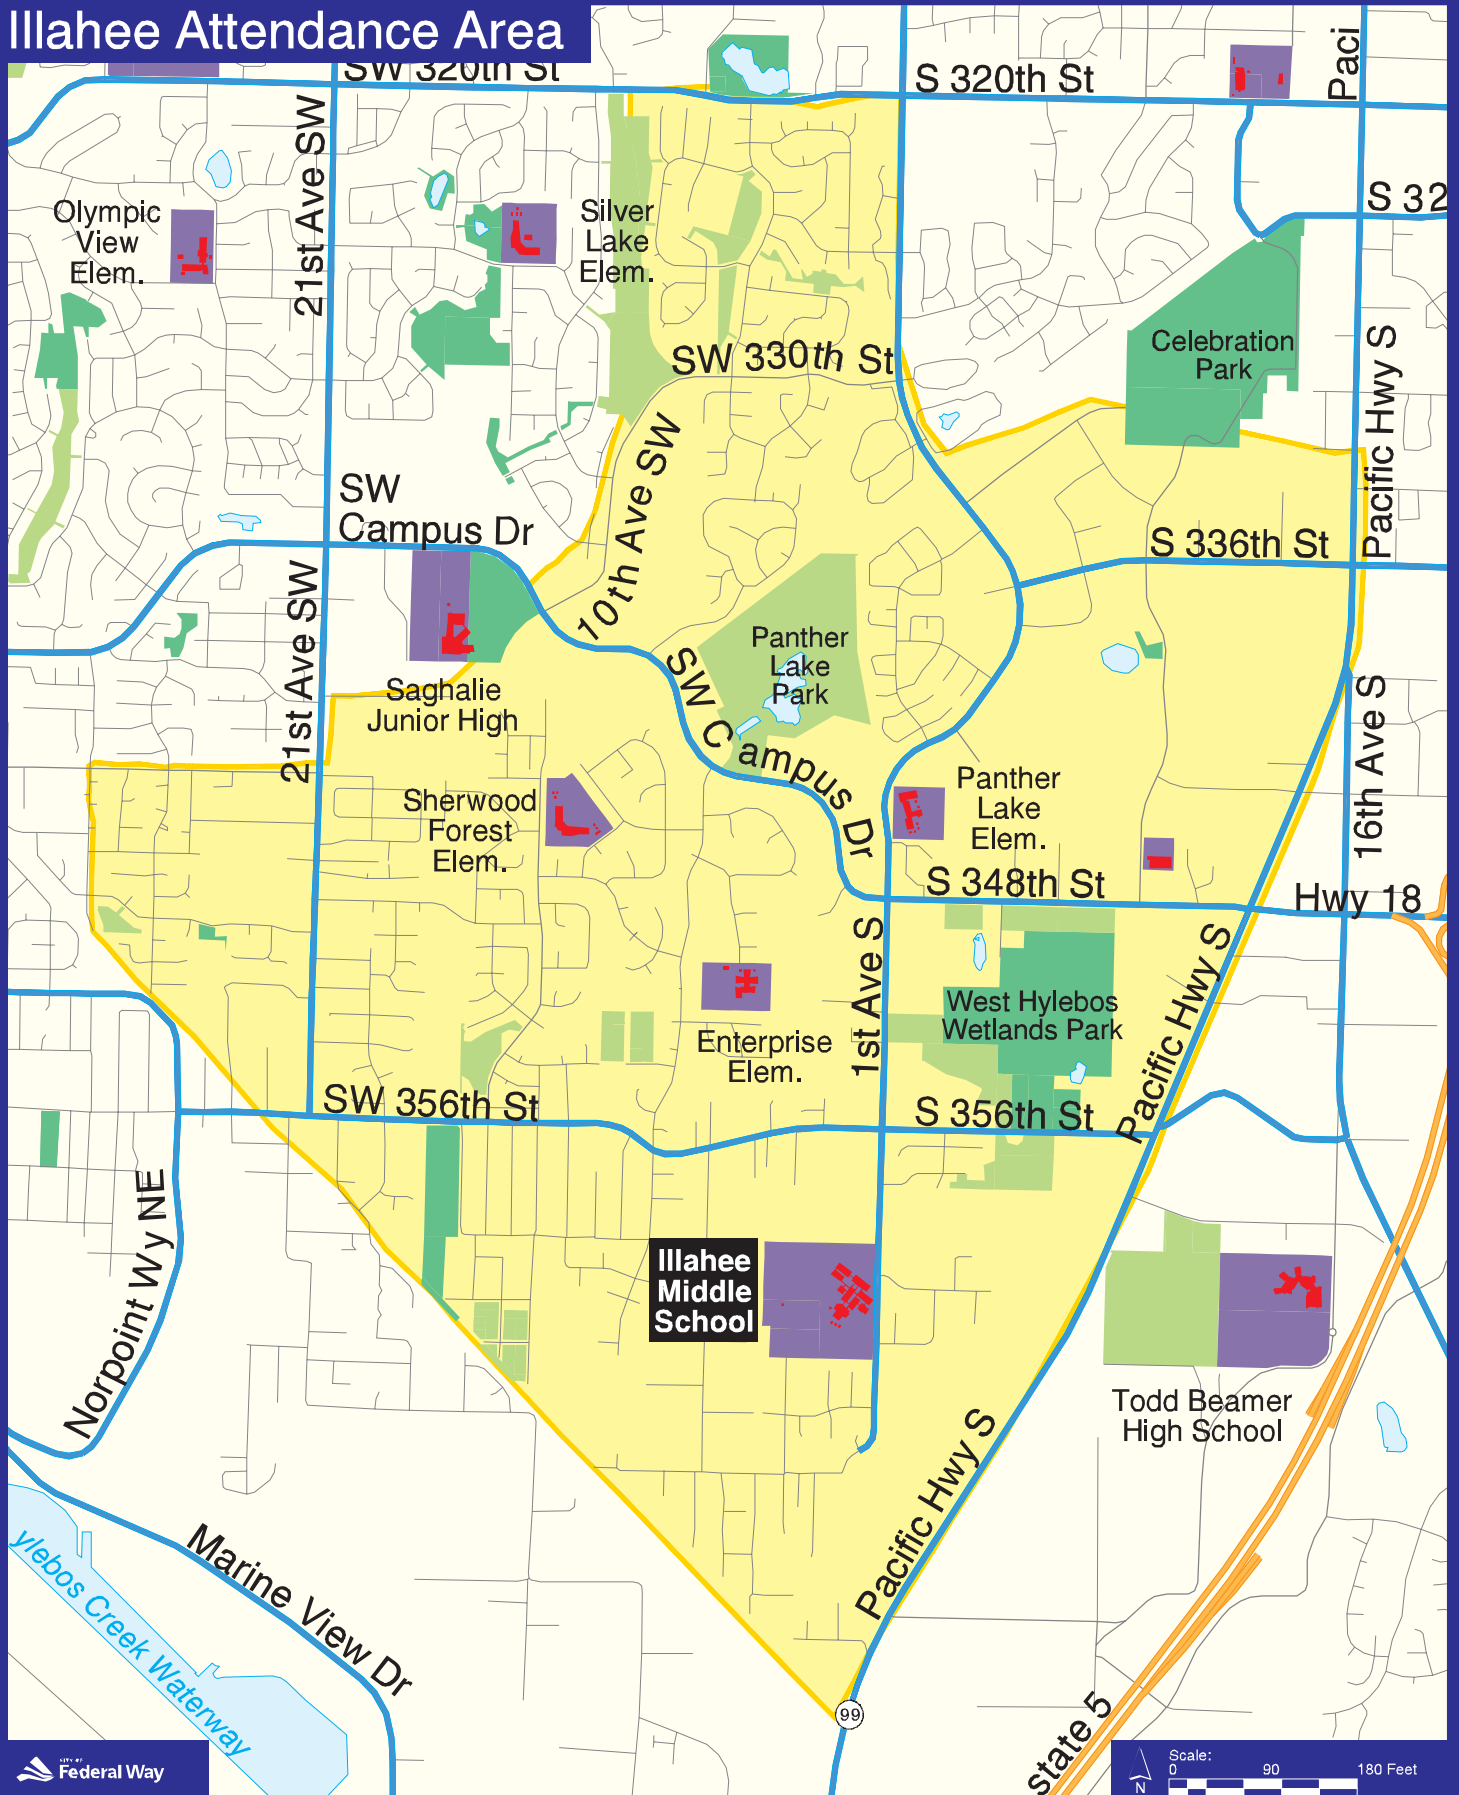 Illahee Attendance Area
SW 320th St
S 320th St
Paci
21st Ave SW
S 32
Olympic
View
Elem.
Silver
Lake
Elem.
Celebration
Park
SW 330th St
Pacific Hwy S
10th Ave SW
SW
Campus Dr
S 336th St
21st Ave SW
Panther
Lake
Park
Saghalie
Junior High
SW Campus Dr
16th Ave S
Sherwood
Forest
Elem.
Panther
Lake
Elem.
S 348th St
Hwy 18
1st Ave S
Pacific Hwy S
West Hylebos
Wetlands Park
Enterprise
Elem.
SW 356th St
S 356th St
Norpoint Wy NE
Illahee
Middle
School
Todd Beamer
High School
Pacific Hwy S
Marine View Dr
ylebos Creek Waterway
99
state 5
CITY OF
Federal Way
N
Scale:
0 90 180 Feet